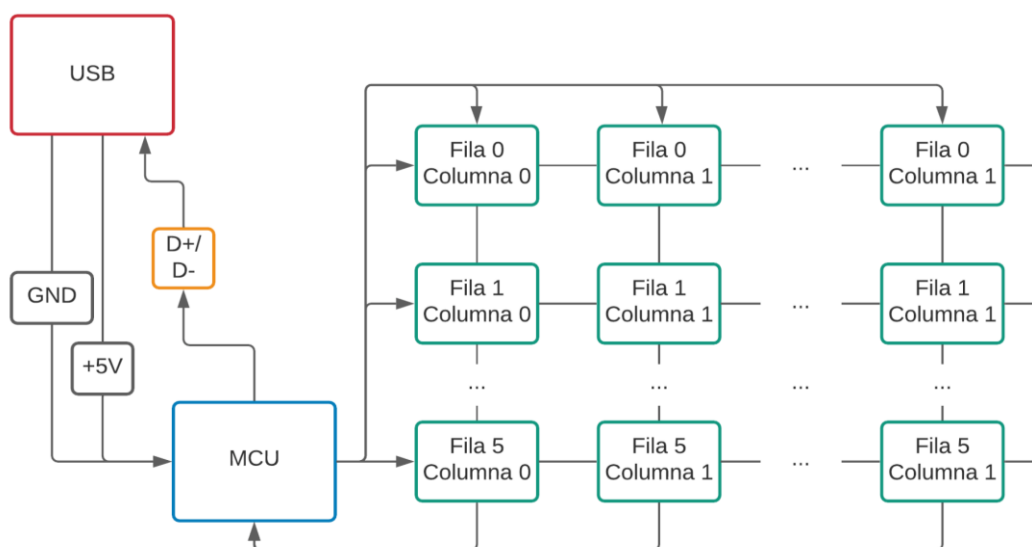 USB
D+/
D-
GND
+5V
MCU
Fila 0
Columna 0
Fila 0
Columna 1
...
Fila 0
Columna 1
Fila 1
Columna 0
Fila 1
Columna 1
...
Fila 1
Columna 1
...
...
...
...
Fila 5
Columna 0
Fila 5
Columna 1
...
Fila 5
Columna 1